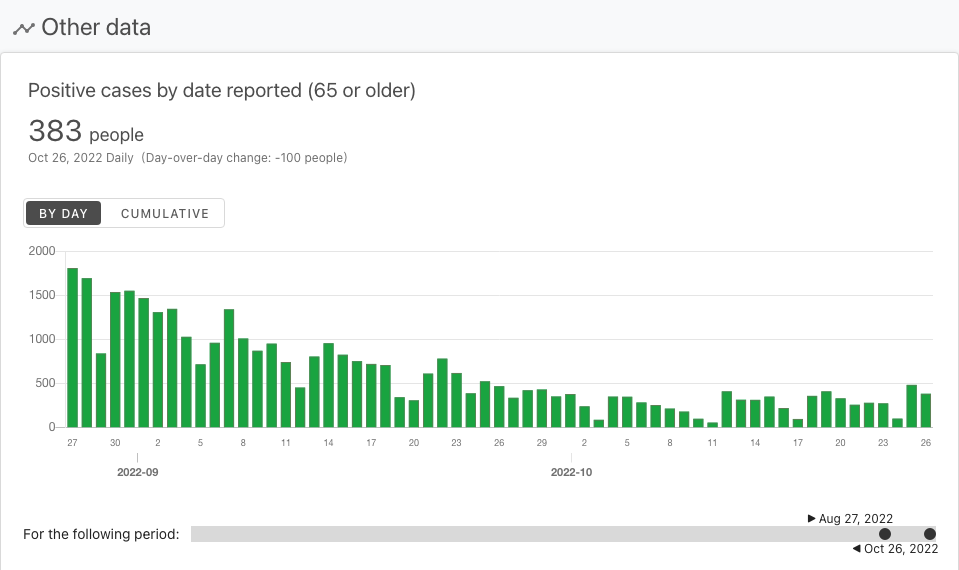 Other data
Positive cases by date reported (65 or older)
383 people
Oct 26, 2022 Daily (Day-over-day change: -100 people)
BY DAY CUMULATIVE
2000
1500
1000
500
0
27 30 2 5 8 11 14 17 20 23 26 29 2 5 8 11 14 17 20 23 26
2022-09 2022-10
▶ Aug 27, 2022
For the following period:
◀ Oct 26, 2022